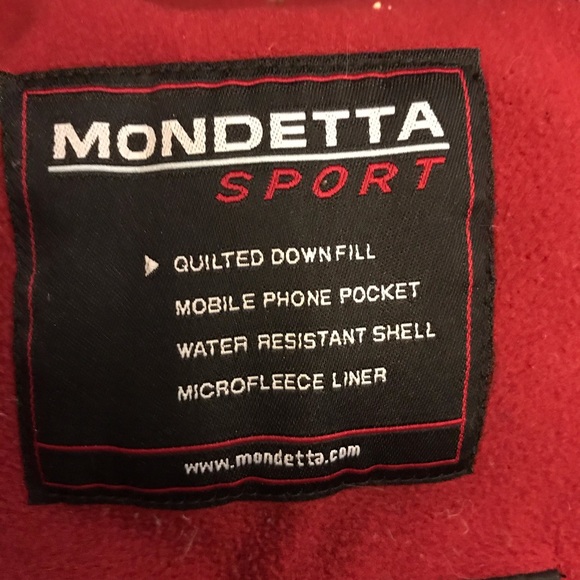 MONDETTA
SPORT
QUILTED DOWN FILL
MOBILE PHONE POCKET
WATER RESISTANT SHELL
MICROFLEECE LINER
www.mondetta.com